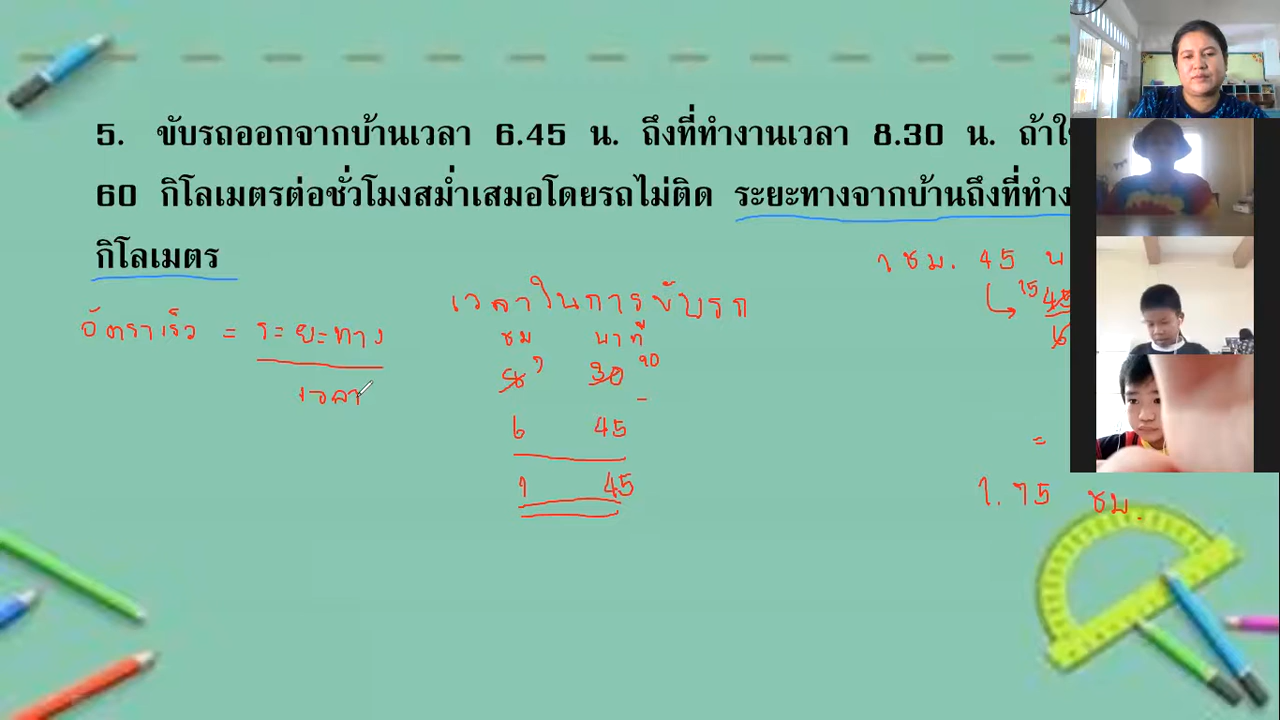 5. ขับรถออกจากบ้านเวลา 6.45 น. ถึงที่ทำงานเวลา 8.30 น. ถ้า
60 กิโลเมตรต่อชั่วโมงสม่ำเสมอโดยรถไม่ติด ระยะทางจากบ้านถึงที่ทำ
กิโลเมตร
1 ชม. 45 น
15 45
อัตราเร็ว = ระยะทาง
เวลา
เวลาในการขับรถ
ชม นาที
8 7 30 90
-
6 45
1 45
=
1.75 ชม.